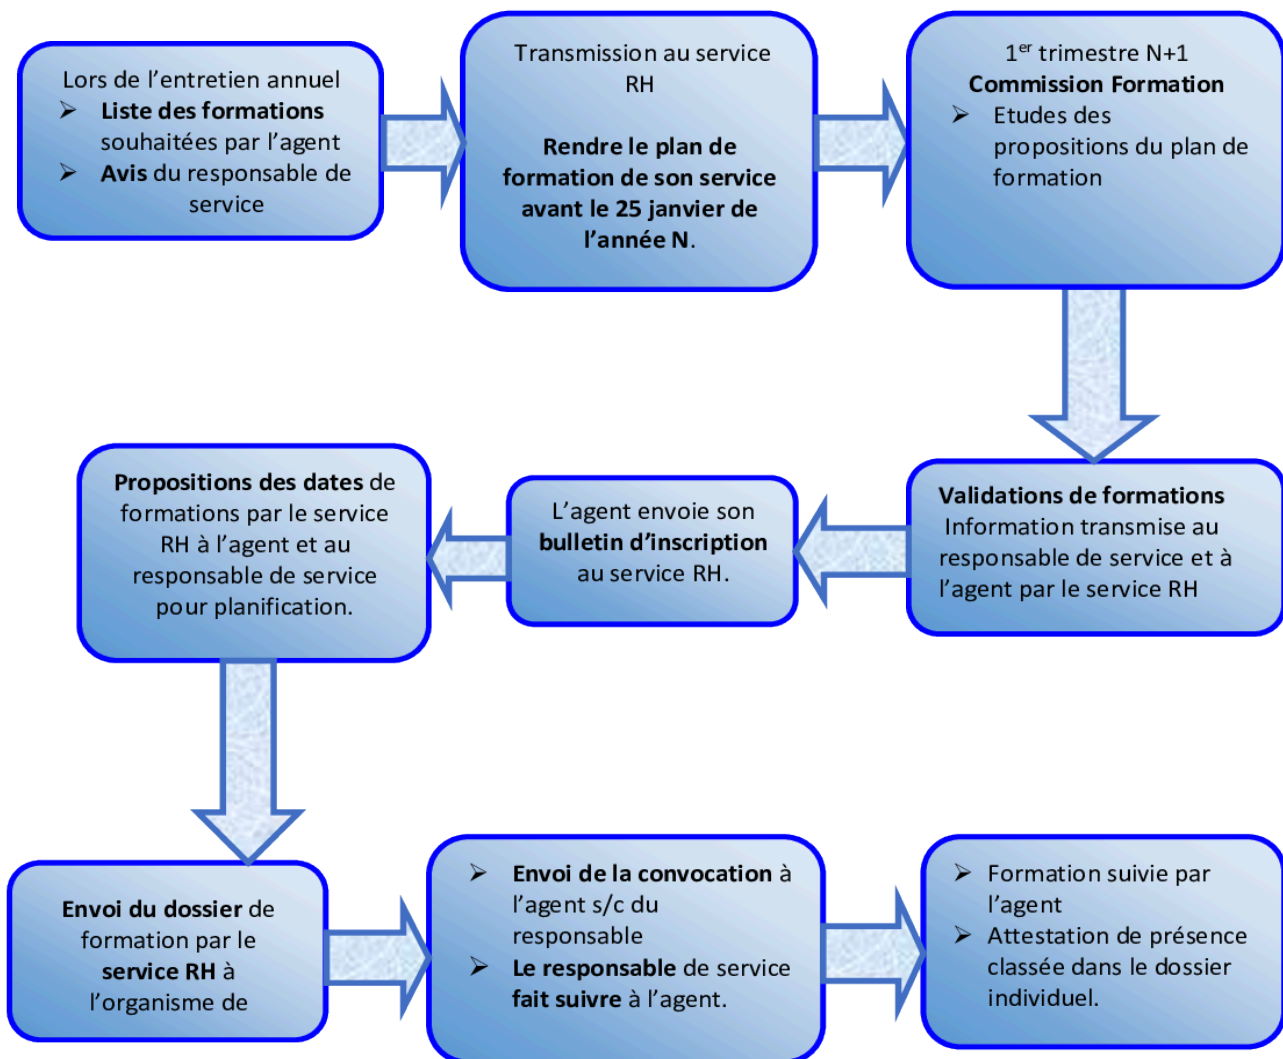 Lors de l’entretien annuel
➢ Liste des formations
souhaitées par l’agent
➢ Avis du responsable de
service
Transmission au service
RH
Rendre le plan de
formation de son service
avant le 25 janvier de
l’année N.
1er trimestre N+1
Commission Formation
➢ Etudes des
propositions du plan de
formation
Validations de formations
Information transmise au
responsable de service et à
l’agent par le service RH
L’agent envoie son
bulletin d’inscription
au service RH.
Propositions des dates de
formations par le service
RH à l’agent et au
responsable de service
pour planification.
Envoi du dossier de
formation par le
service RH à
l’organisme de
➢ Envoi de la convocation à
l’agent s/c du
responsable
➢ Le responsable de service
fait suivre à l’agent.
➢ Formation suivie par
l’agent
➢ Attestation de présence
classée dans le dossier
individuel.